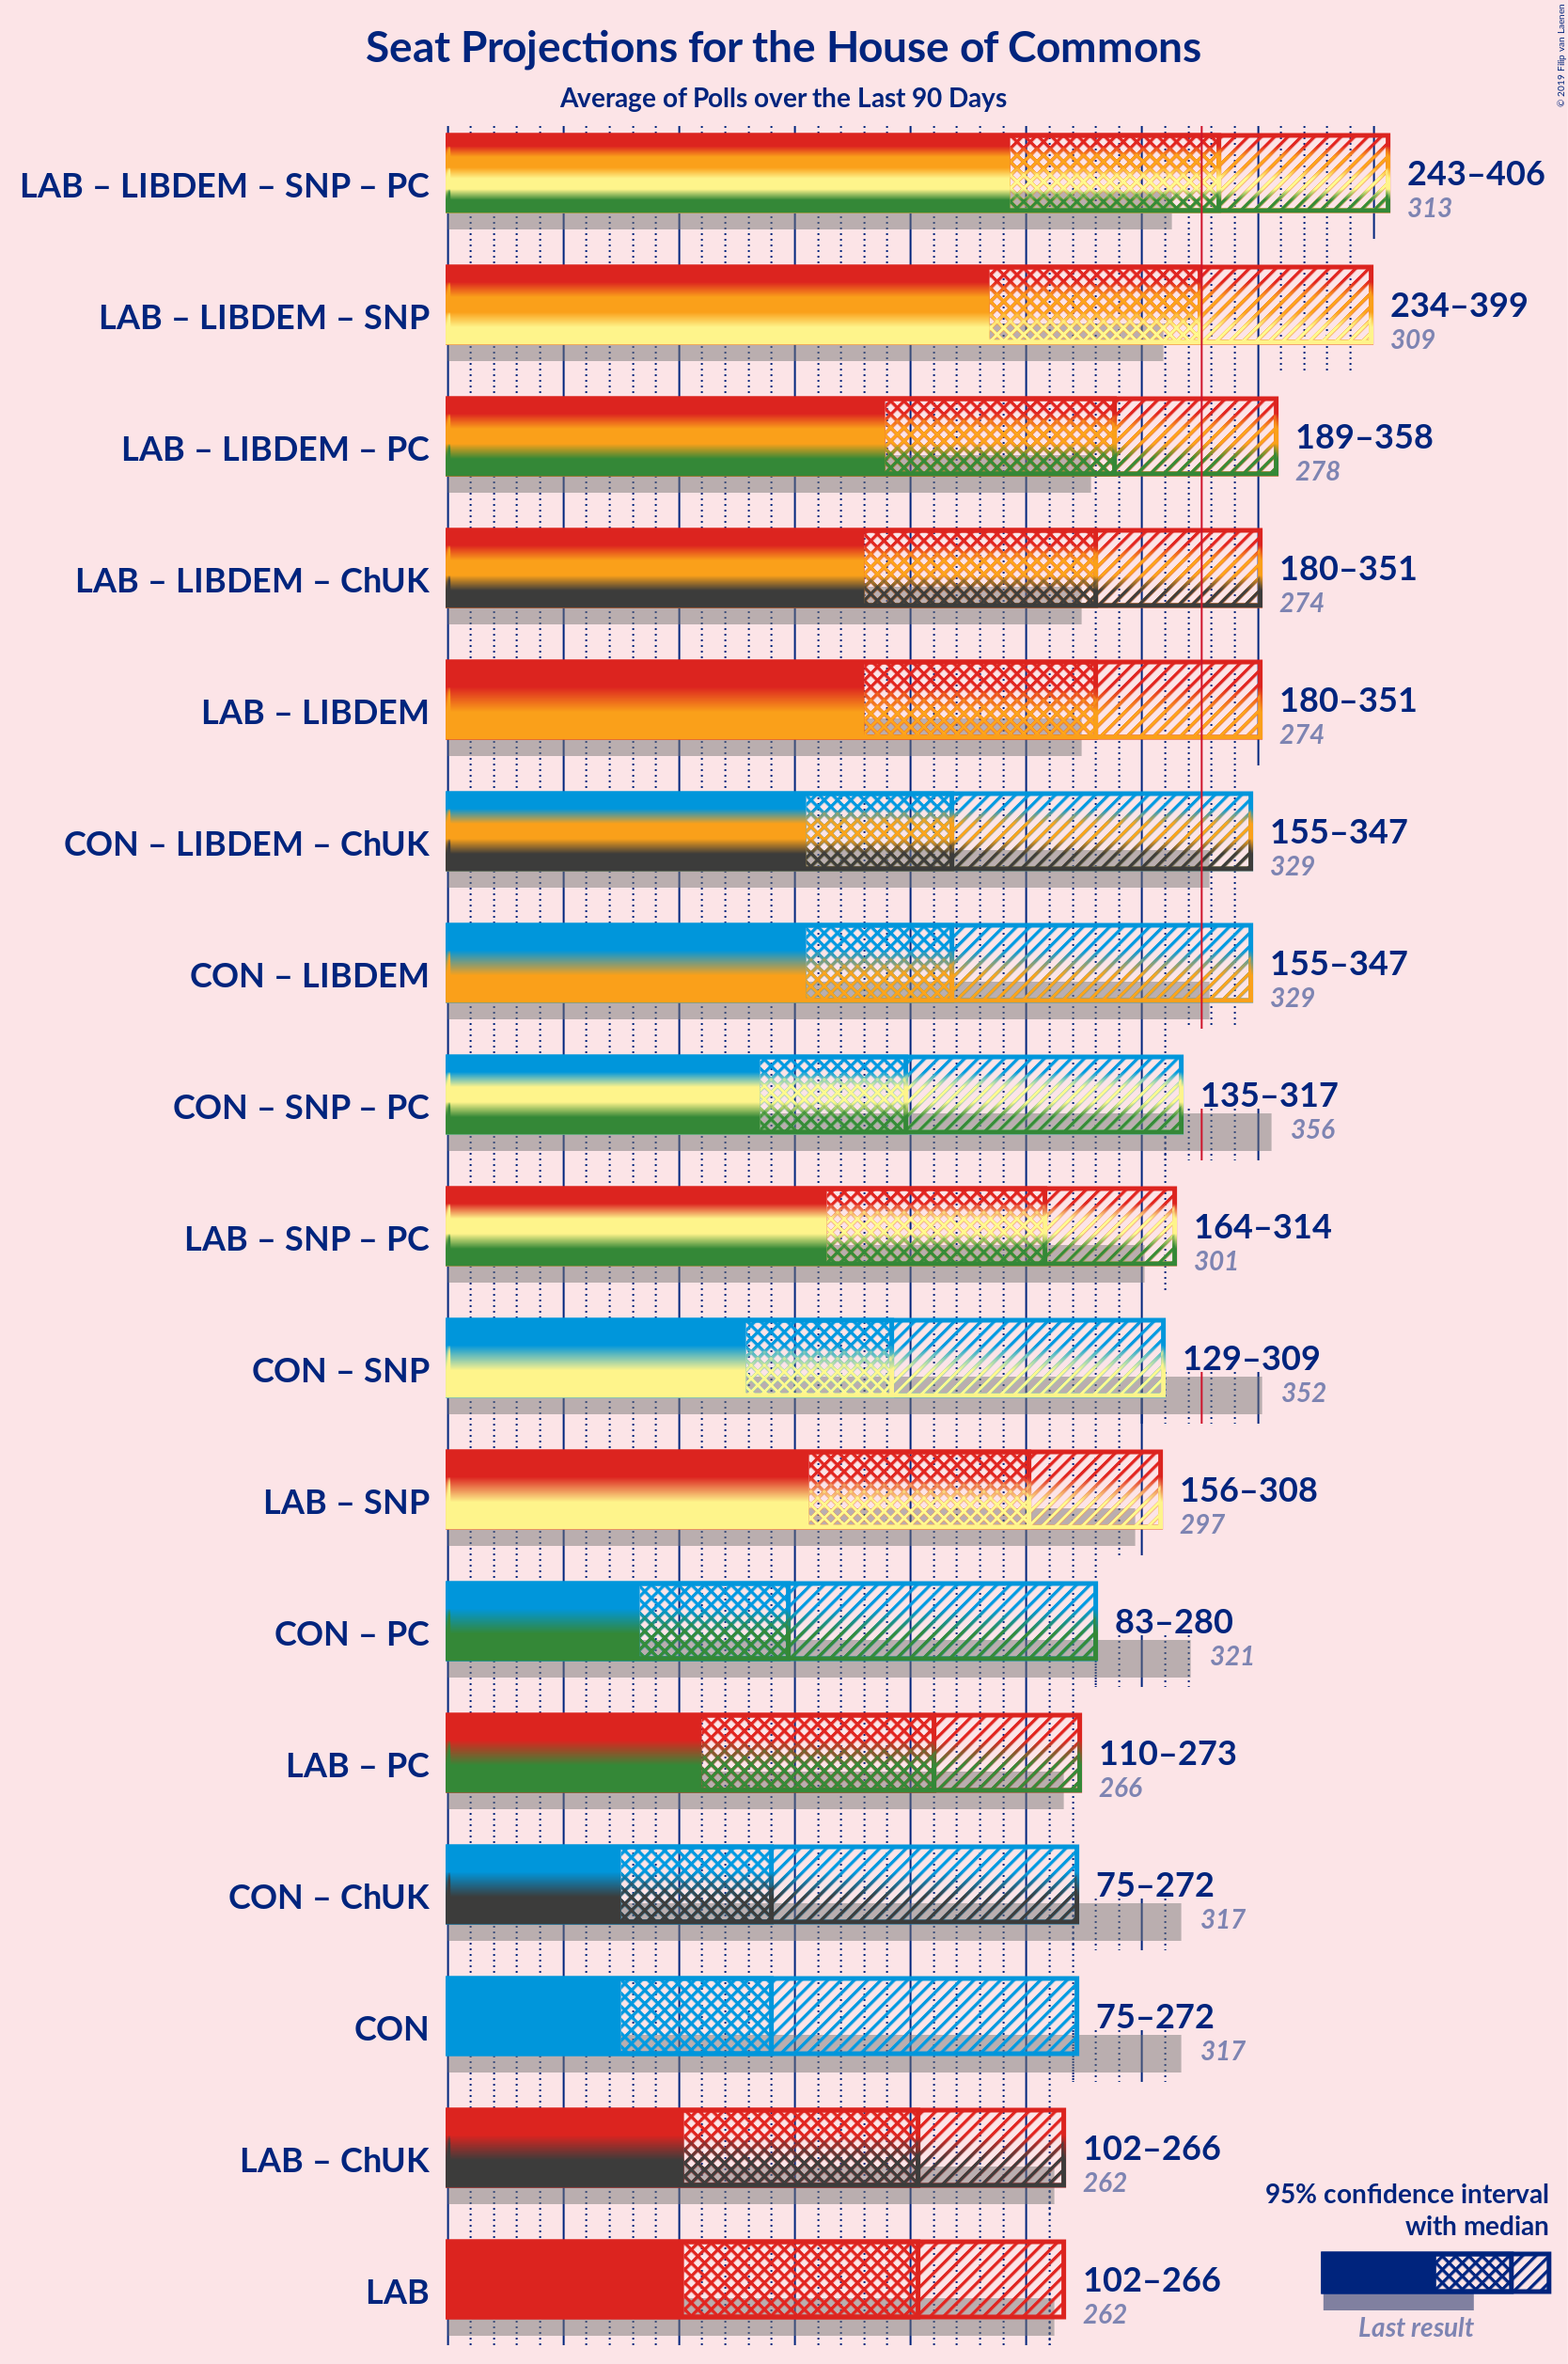 Seat Projections for the House of Commons
Average of Polls over the Last 90 Days
© 2019 Filip van Laenen
LAB – LIBDEM – SNP – PC
243–406
313
LAB – LIBDEM – SNP
234–399
309
LAB – LIBDEM – PC
189–358
278
LAB – LIBDEM – ChUK
180–351
274
LAB – LIBDEM
180–351
274
CON – LIBDEM – ChUK
155–347
329
CON – LIBDEM
155–347
329
CON – SNP – PC
135–317
356
LAB – SNP – PC
164–314
301
CON – SNP
129–309
352
LAB – SNP
156–308
297
CON – PC
83–280
321
LAB – PC
110–273
266
CON – ChUK
75–272
317
CON
75–272
317
LAB – ChUK
102–266
262
LAB
102–266
262
95% confidence interval
with median
Last result